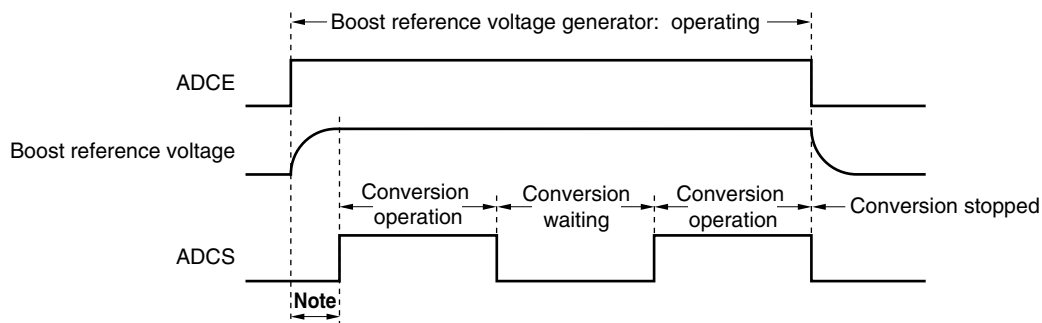 Boost reference voltage generator: operating
ADCE
Boost reference voltage
Conversion
operation
Conversion
waiting
Conversion
operation
Conversion stopped
ADCS
Note